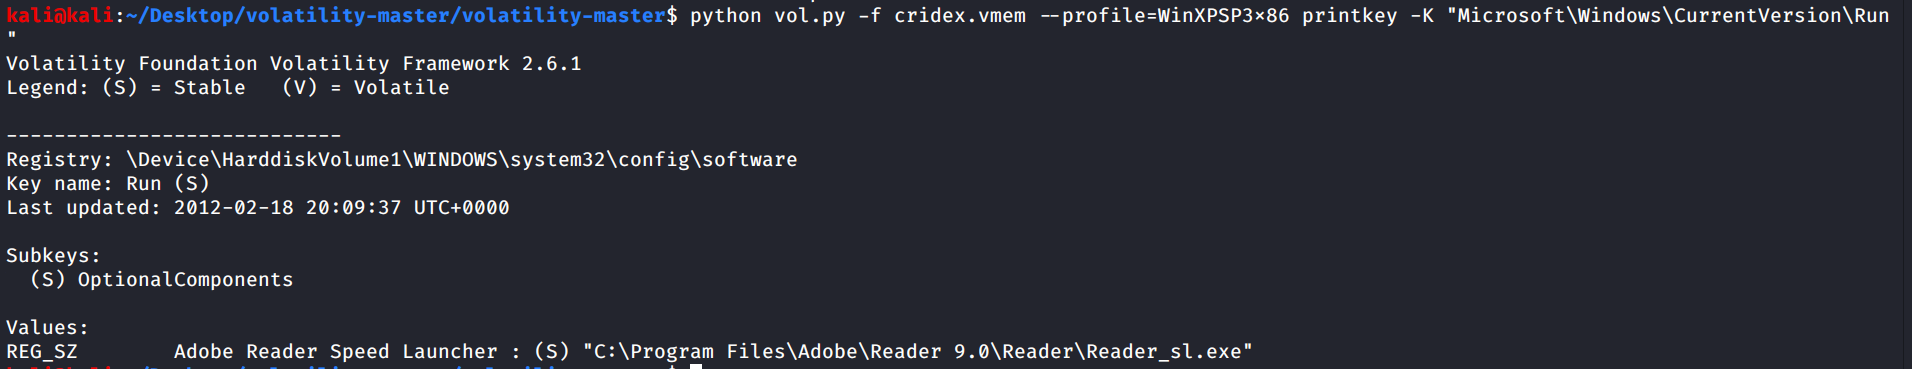 kali@kali:~/Desktop/volatility-master/volatility-master$ python vol.py -f cridex.vmem --profile=WinXPSP3×86 printkey -K "Microsoft\Windows\CurrentVersion\Run
"
Volatility Foundation Volatility Framework 2.6.1
Legend: (S) = Stable   (V) = Volatile
----------------------------
Registry: \Device\HarddiskVolume1\WINDOWS\system32\config\software
Key name: Run (S)
Last updated: 2012-02-18 20:09:37 UTC+0000
Subkeys:
  (S) OptionalComponents
Values:
REG_SZ        Adobe Reader Speed Launcher : (S) "C:\Program Files\Adobe\Reader 9.0\Reader\Reader_sl.exe"